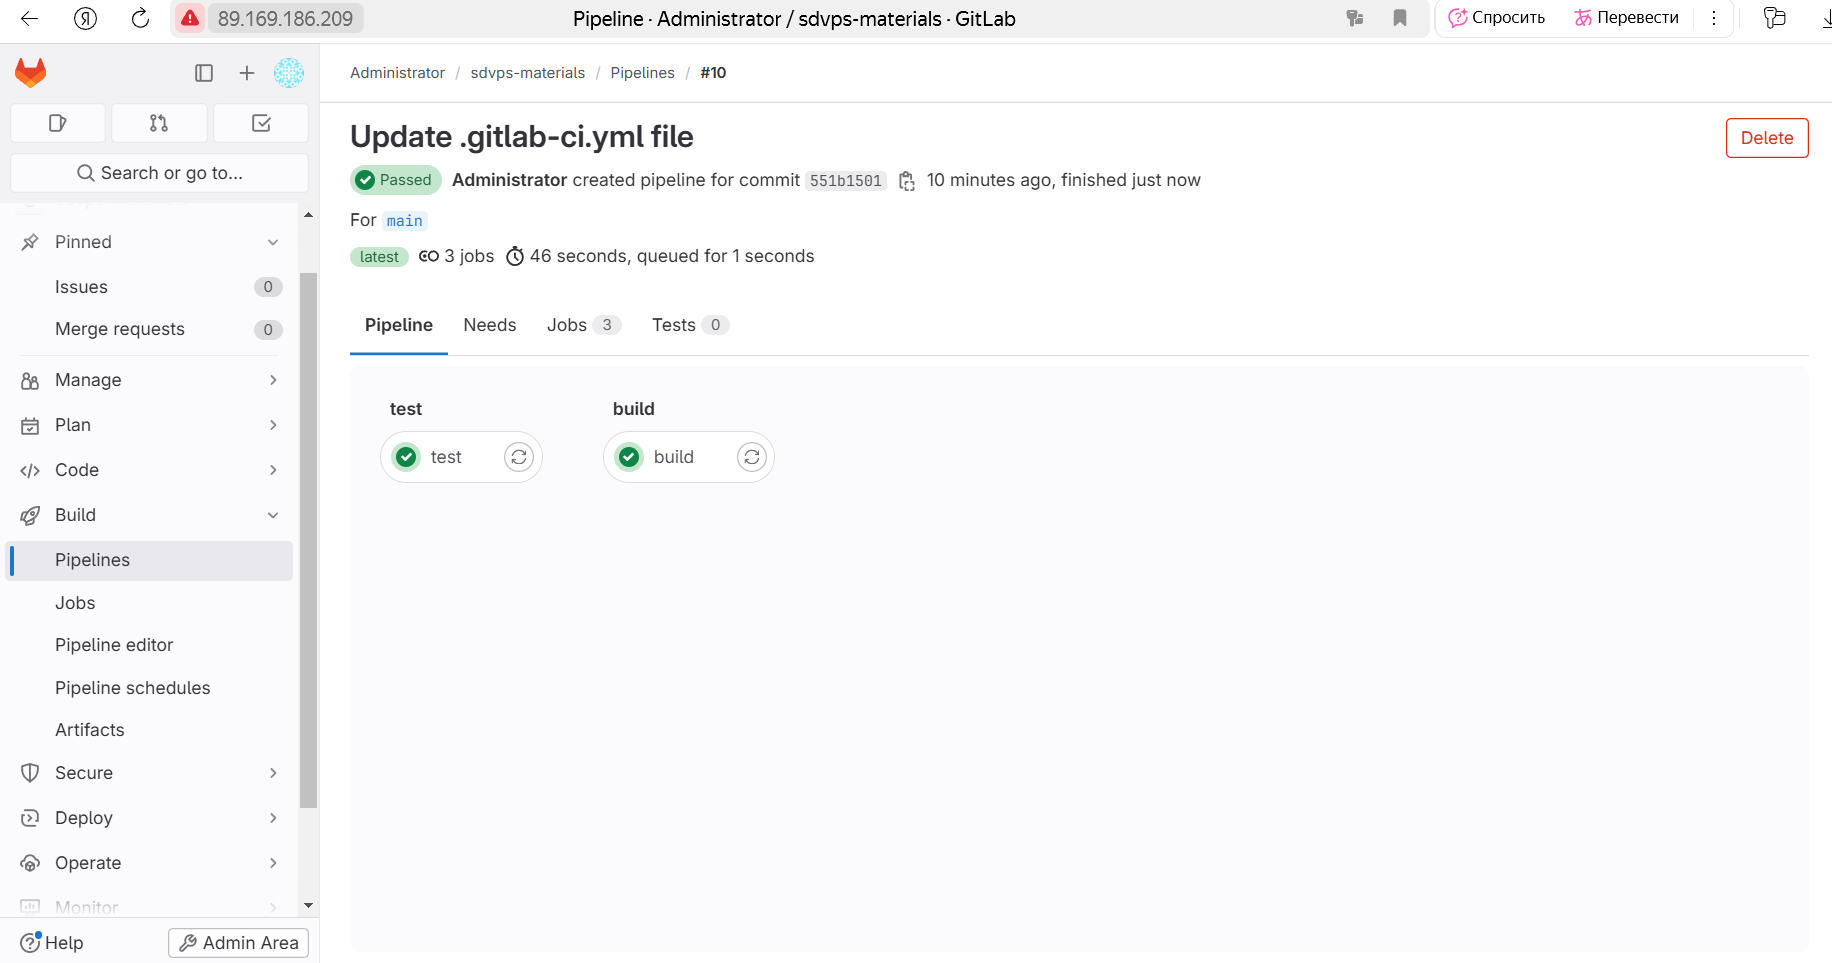 Я
89.169.186.209
Pipeline · Administrator / sdvps-materials · GitLab
Спросить
Перевести
Administrator / sdvps-materials / Pipelines / #10
Search or go to...
Pinned
Issues 0
Merge requests 0
Manage
Plan
Code
Build
Pipelines
Jobs
Pipeline editor
Pipeline schedules
Artifacts
Secure
Deploy
Operate
Monitor
Help
Admin Area
Update .gitlab-ci.yml file
Delete
Passed Administrator created pipeline for commit 551b1501 10 minutes ago, finished just now
For main
latest 3 jobs 46 seconds, queued for 1 seconds
Pipeline Needs Jobs 3 Tests 0
test build
test build